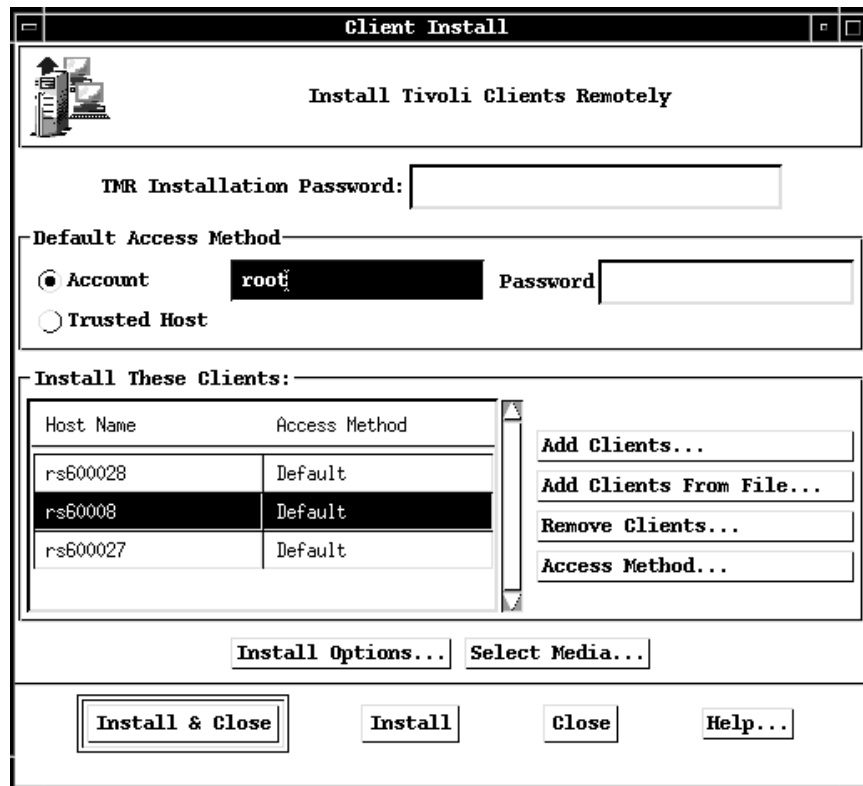 Client Install
Install Tivoli Clients Remotely
TMR Installation Password:
Default Access Method
Account root Password
Trusted Host
Install These Clients:
Host Name Access Method
rs600028 Default
rs60008 Default
rs600027 Default
Add Clients...
Add Clients From File...
Remove Clients...
Access Method...
Install Options... Select Media...
Install & Close Install Close Help...